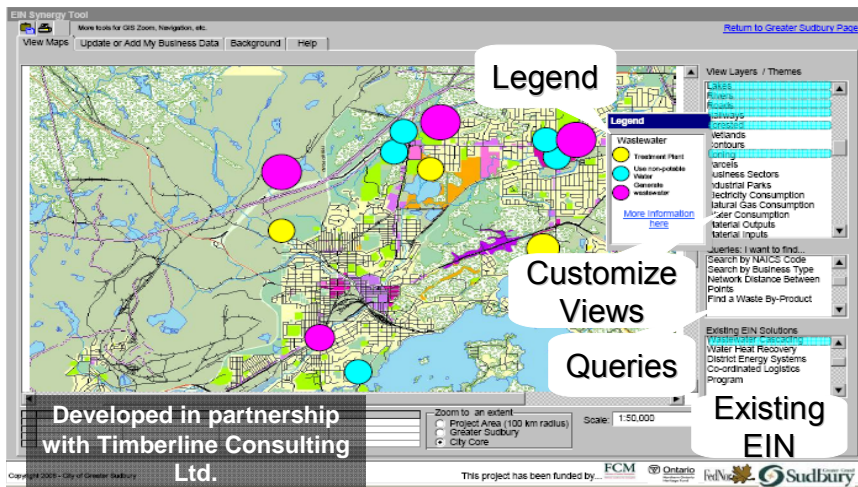 EIN Synergy Tool
More tools for GIS Zoom, Navigation, etc.
Return to Greater Sudbury Page
View Maps
Update or Add My Business Data
Background
Help
Legend
View Layers / Themes
Lakes
Rivers
Roads
Railways
Forested
Wetlands
Contours
Zoning
Parcels
Business Sectors
Industrial Parks
Electricity Consumption
Natural Gas Consumption
Water Consumption
Material Outputs
Material Inputs
Legend
Wastewater
Treatment Plant
Use non-potable
Water
Generate
wastewater
More Information
here
Queries: I want to find...
Search by NAICS Code
Search by Business Type
Network Distance Between
Points
Find a Waste By-Product
Customize
Views
Existing EIN Solutions
Wastewater Cascading
Water Heat Recovery
District Energy Systems
Co-ordinated Logistics
Program
Queries
Existing
EIN
Developed in partnership
with Timberline Consulting
Ltd.
Zoom to an extent
Project Area (100 km radius)
Greater Sudbury
City Core
Scale:
1:50,000
Copyright 2005 - City of Greater Sudbury
This project has been funded by...
FCM
Ontario
FedNor
Sudbury